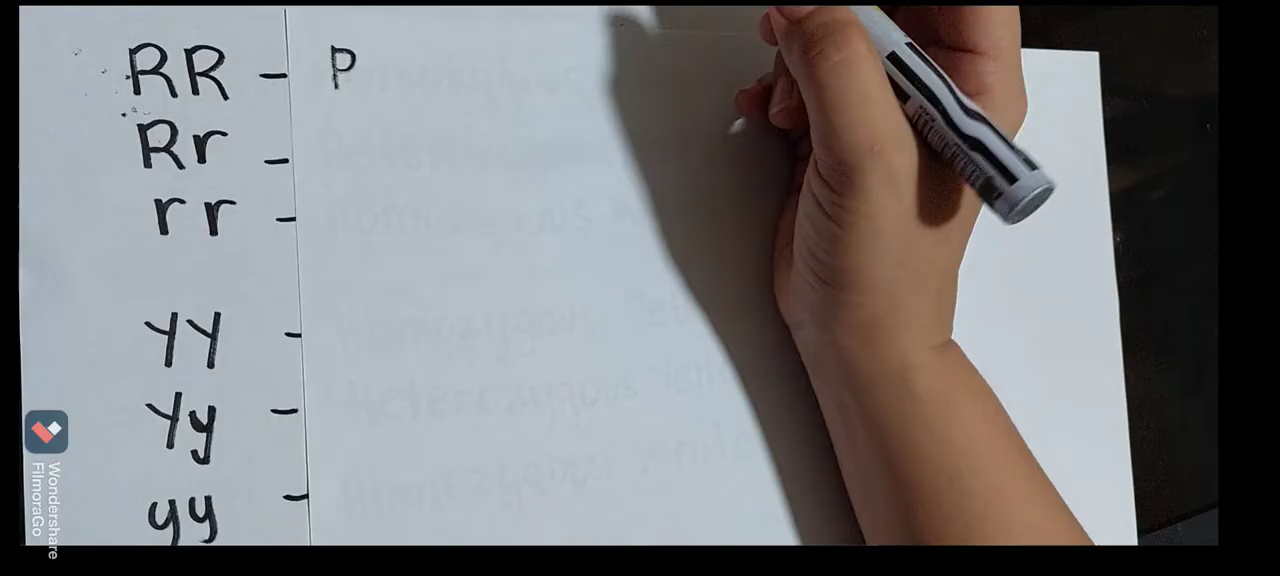 RR - P
Rr -
rr -
YY -
Yy -
yy -
Wondershare
FilmoraGo